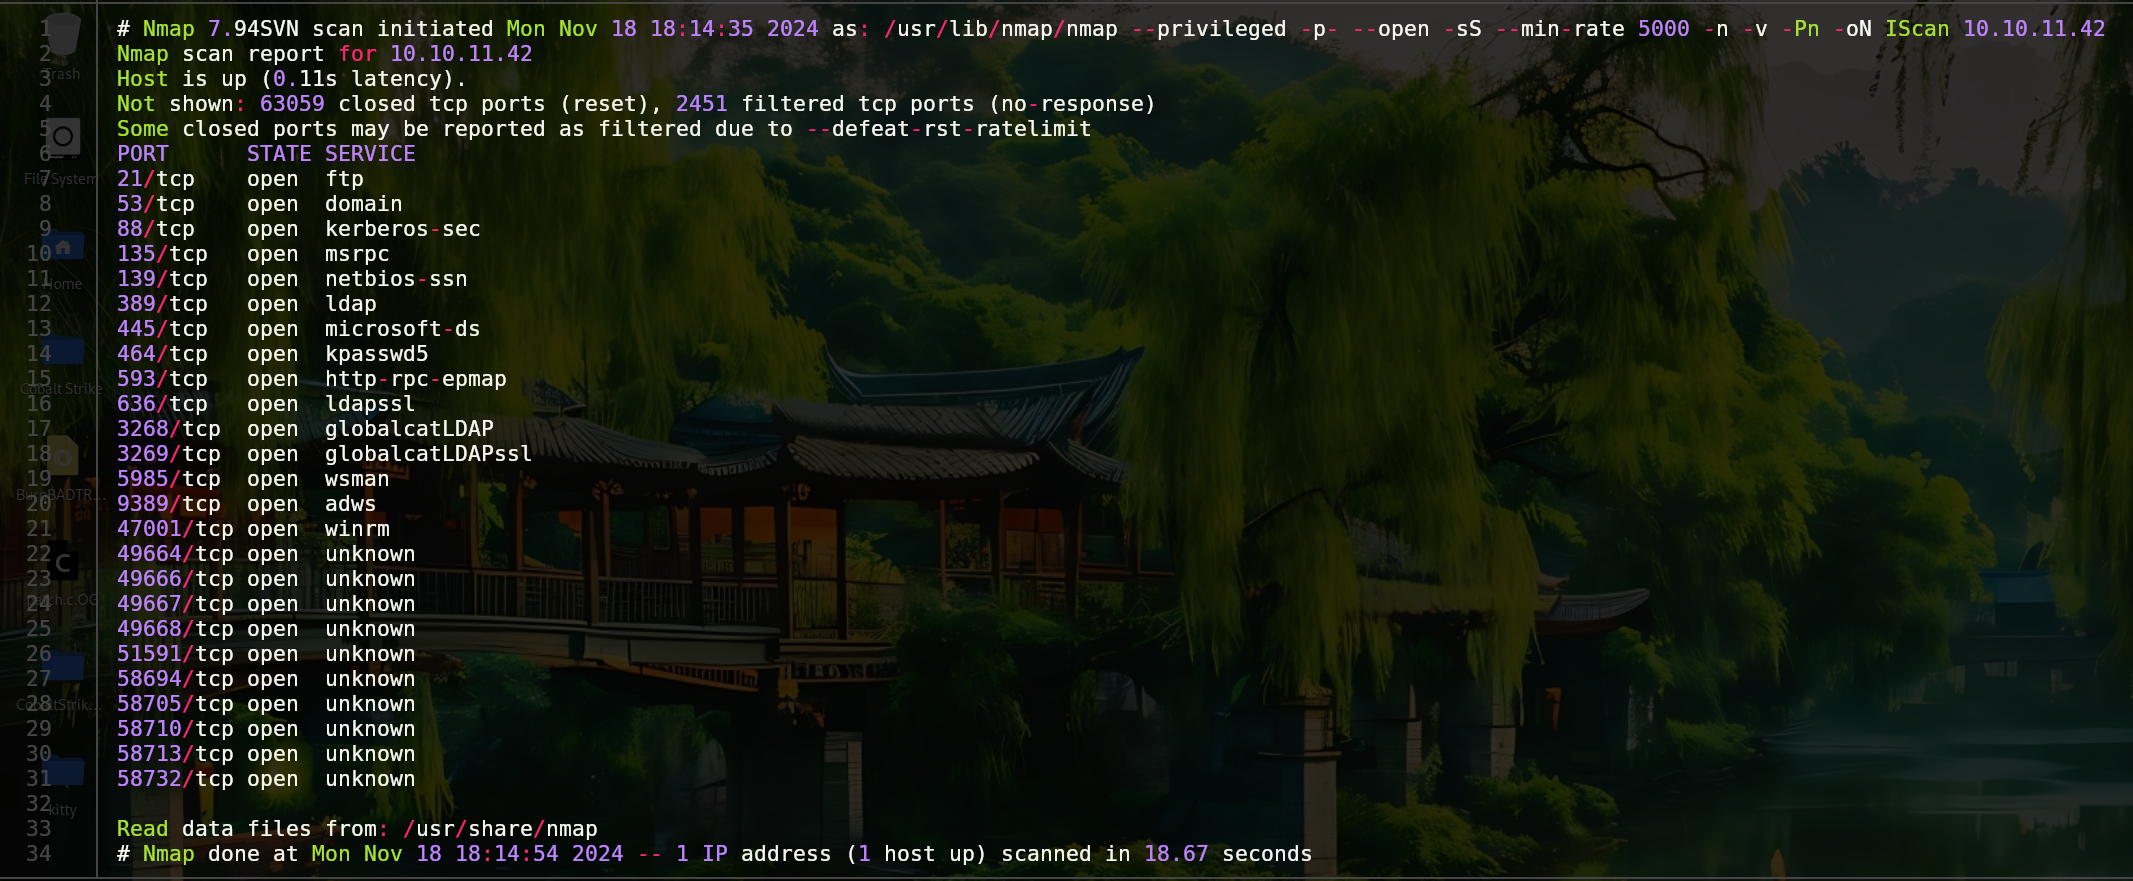 1 # Nmap 7.94SVN scan initiated Mon Nov 18 18:14:35 2024 as: /usr/lib/nmap/nmap --privileged -p- --open -sS --min-rate 5000 -n -v -Pn -oN IScan 10.10.11.42
2 Nmap scan report for 10.10.11.42
Trash
3 Host is up (0.11s latency).
4 Not shown: 63059 closed tcp ports (reset), 2451 filtered tcp ports (no-response)
5 Some closed ports may be reported as filtered due to --defeat-rst-ratelimit
6 PORT      STATE SERVICE
File System
7 21/tcp    open  ftp
8 53/tcp    open  domain
9 88/tcp    open  kerberos-sec
10 135/tcp   open  msrpc
11 139/tcp   open  netbios-ssn
Home
12 389/tcp   open  ldap
13 445/tcp   open  microsoft-ds
14 464/tcp   open  kpasswd5
15 593/tcp   open  http-rpc-epmap
Cobalt Strike
16 636/tcp   open  ldapssl
17 3268/tcp  open  globalcatLDAP
18 3269/tcp  open  globalcatLDAPssl
19 5985/tcp  open  wsman
20 9389/tcp  open  adws
21 47001/tcp open  winrm
22 49664/tcp open  unknown
23 49666/tcp open  unknown
24 49667/tcp open  unknown
25 49668/tcp open  unknown
26 51591/tcp open  unknown
27 58694/tcp open  unknown
28 58705/tcp open  unknown
CobaltStrik...
29 58710/tcp open  unknown
30 58713/tcp open  unknown
31 58732/tcp open  unknown
32
kitty
33 Read data files from: /usr/share/nmap
34 # Nmap done at Mon Nov 18 18:14:54 2024 -- 1 IP address (1 host up) scanned in 18.67 seconds